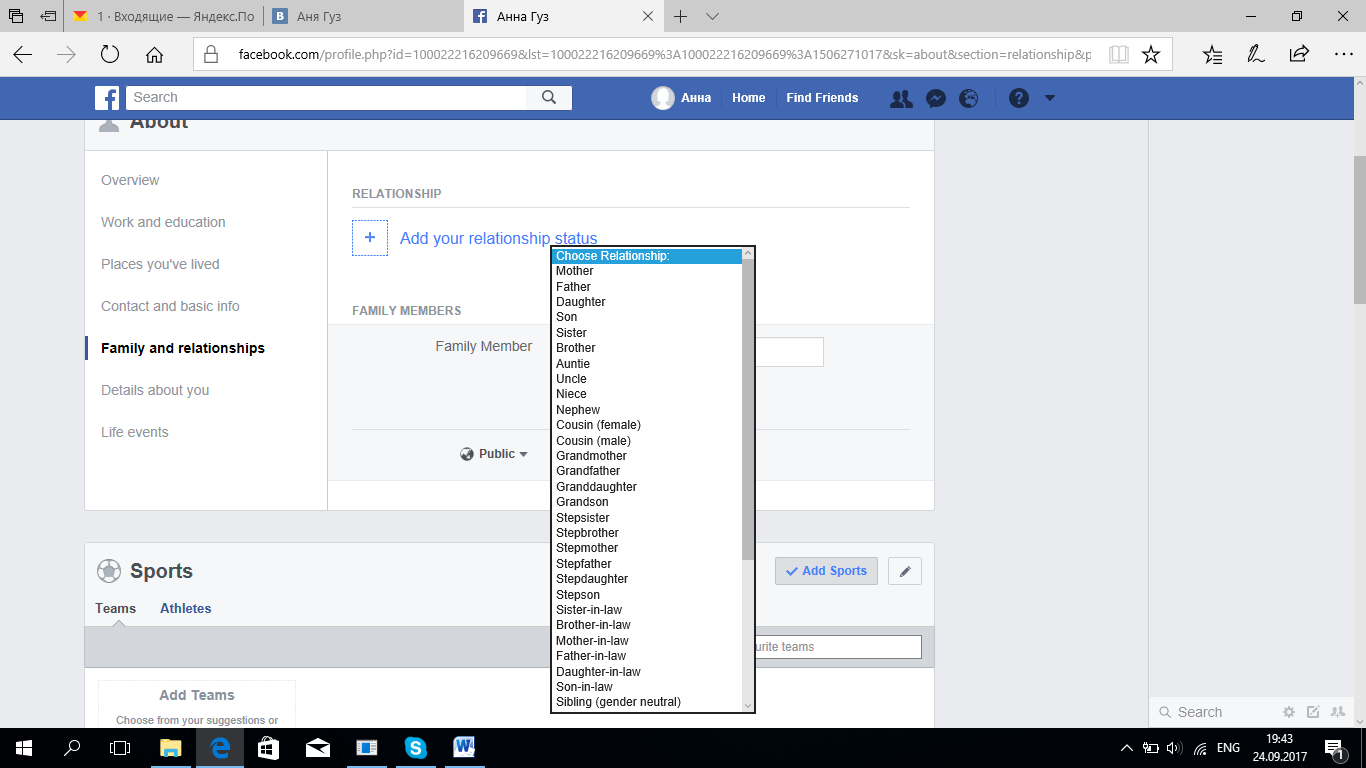 1 · Входящие — Яндекс.По
Аня Гуз
Анна Гуз
facebook.com/profile.php?id=100022216209669&lst=100022216209669%3A100022216209669%3A1506271017&sk=about&section=relationship&p
Search
Анна
Home
Find Friends
About
Overview
Work and education
Places you've lived
Contact and basic info
Family and relationships
Details about you
Life events
RELATIONSHIP
+ Add your relationship status
FAMILY MEMBERS
Family Member
Public
Choose Relationship:
Mother
Father
Daughter
Son
Sister
Brother
Auntie
Uncle
Niece
Nephew
Cousin (female)
Cousin (male)
Grandmother
Grandfather
Granddaughter
Grandson
Stepsister
Stepbrother
Stepmother
Stepfather
Stepdaughter
Stepson
Sister-in-law
Brother-in-law
Mother-in-law
Father-in-law
Daughter-in-law
Son-in-law
Sibling (gender neutral)
Sports
Add Sports
Teams
Athletes
urite teams
Add Teams
Choose from your suggestions or
Search
ENG
19:43
24.09.2017
1